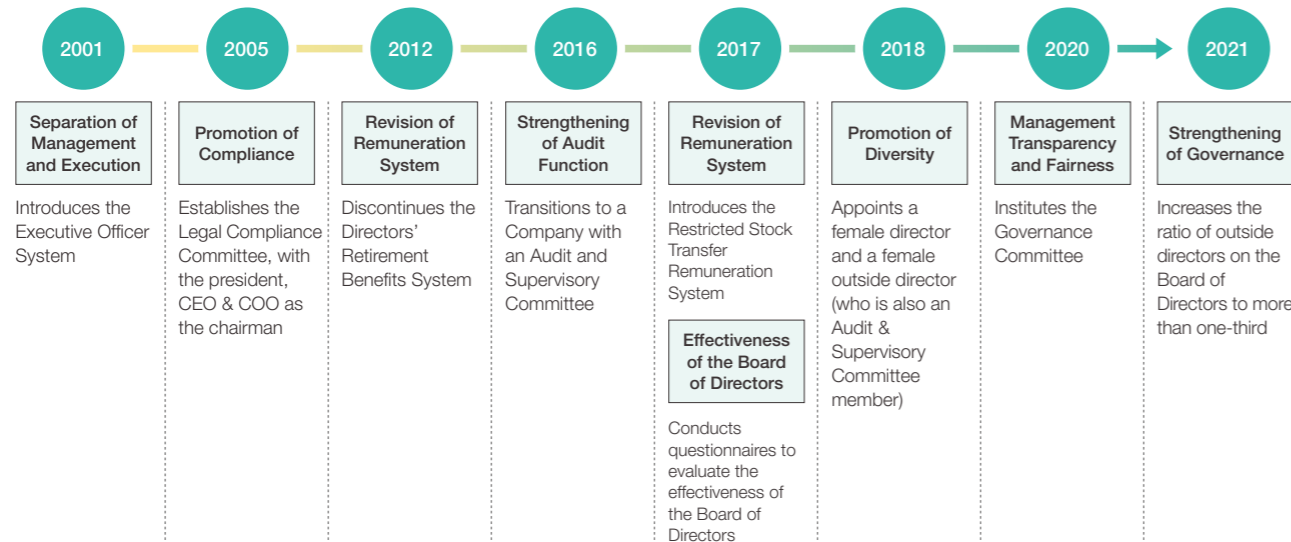 2001
2005
2012
2016
2017
2018
2020
2021
Separation of
Management
and Execution
Introduces the
Executive Officer
System
Promotion of
Compliance
Establishes the
Legal Compliance
Committee, with
the president,
CEO & COO as
the chairman
Revision of
Remuneration
System
Discontinues the
Directors’
Retirement
Benefits System
Strengthening
of Audit
Function
Transitions to a
Company with
an Audit and
Supervisory
Committee
Revision of
Remuneration
System
Introduces the
Restricted Stock
Transfer
Remuneration
System
Effectiveness
of the Board
of Directors
Conducts
questionnaires to
evaluate the
effectiveness of
the Board of
Directors
Promotion of
Diversity
Appoints a
female director
and a female
outside director
(who is also an
Audit &
Supervisory
Committee
member)
Management
Transparency
and Fairness
Institutes the
Governance
Committee
Strengthening
of Governance
Increases the
ratio of outside
directors on the
Board of
Directors to more
than one-third